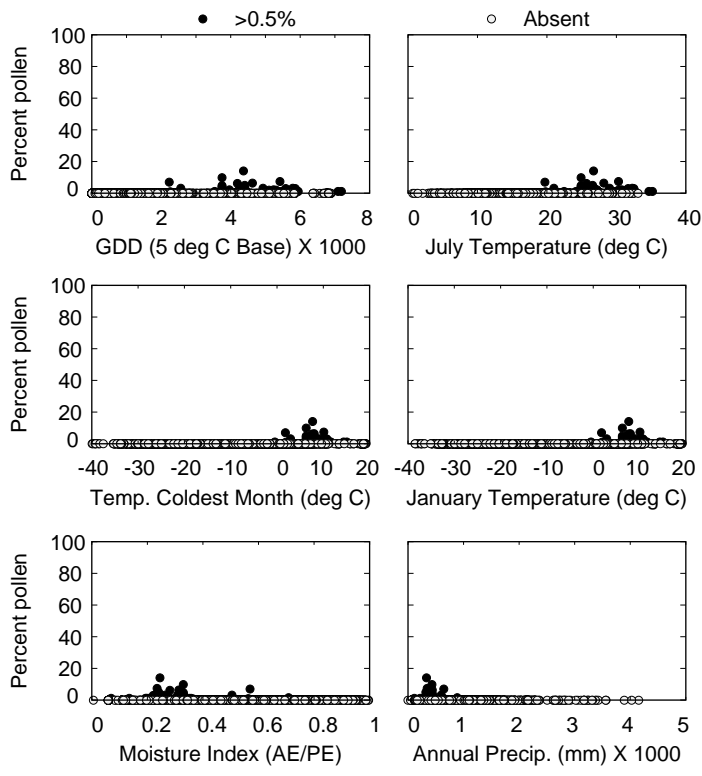 >0.5% Absent
100
80
60
40
20
0
Percent pollen
0 2 4 6 8
GDD (5 deg C Base) X 1000
0 10 20 30 40
July Temperature (deg C)
100
80
60
40
20
0
Percent pollen
-40 -30 -20 -10 0 10 20
Temp. Coldest Month (deg C)
-40 -30 -20 -10 0 10 20
January Temperature (deg C)
100
80
60
40
20
0
Percent pollen
0 0.2 0.4 0.6 0.8 1
Moisture Index (AE/PE)
0 1 2 3 4 5
Annual Precip. (mm) X 1000